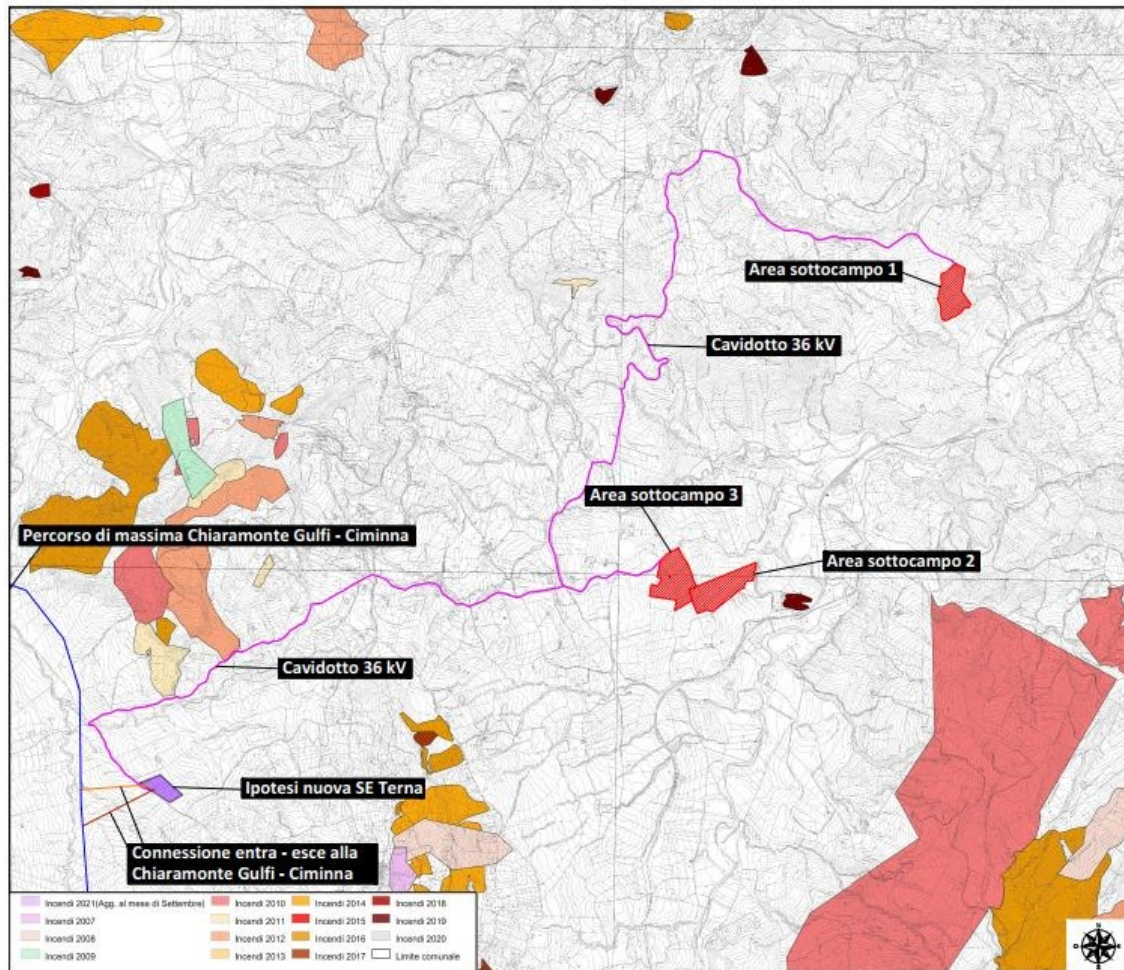 Area sottocampo 1
Cavidotto 36 kV
Area sottocampo 3
Percorso di massima Chiaramonte Gulfi - Ciminna
Area sottocampo 2
Cavidotto 36 kV
Ipotesi nuova SE Terna
Connessione entra - esce alla
Chiaramonte Gulfi - Ciminna
Incendi 2021(Agg. al mese di Settembre)
Incendi 2007
Incendi 2008
Incendi 2009
Incendi 2010
Incendi 2011
Incendi 2012
Incendi 2013
Incendi 2014
Incendi 2015
Incendi 2016
Incendi 2017
Incendi 2018
Incendi 2019
Incendi 2020
Limite comunale